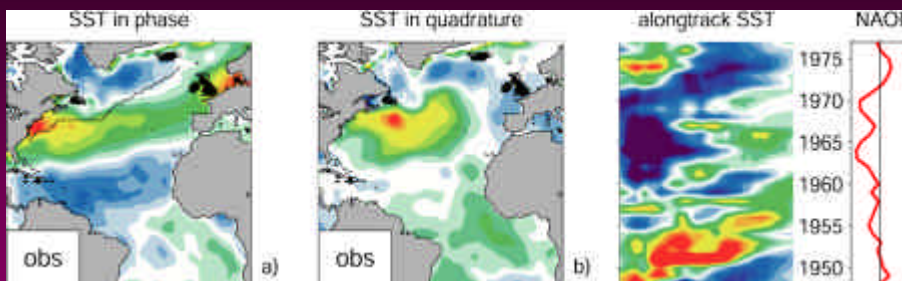 SST in phase
SST in quadrature
alongtrack SST
obs
a)
obs
b)
1975
1970
1965
1960
1955
1950